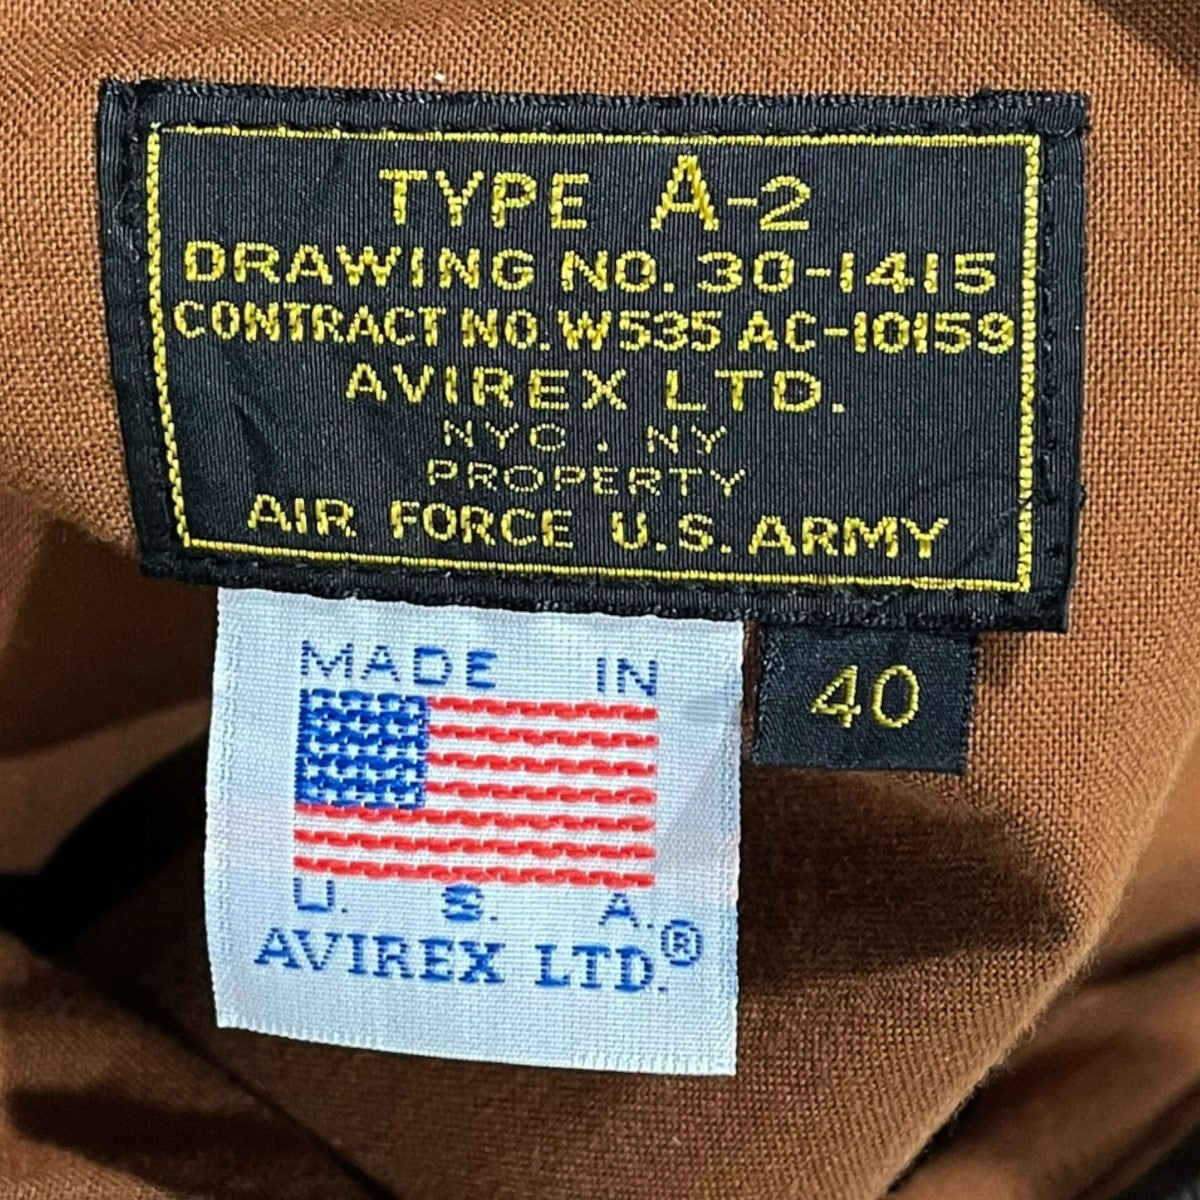 TYPE A-2
DRAWING NO. 30-1415
CONTRACT NO. W535 AC-10159
AVIREX LTD.
NYC . NY
PROPERTY
AIR FORCE U.S. ARMY
MADE IN
U. S. A.
AVIREX LTD.®
40